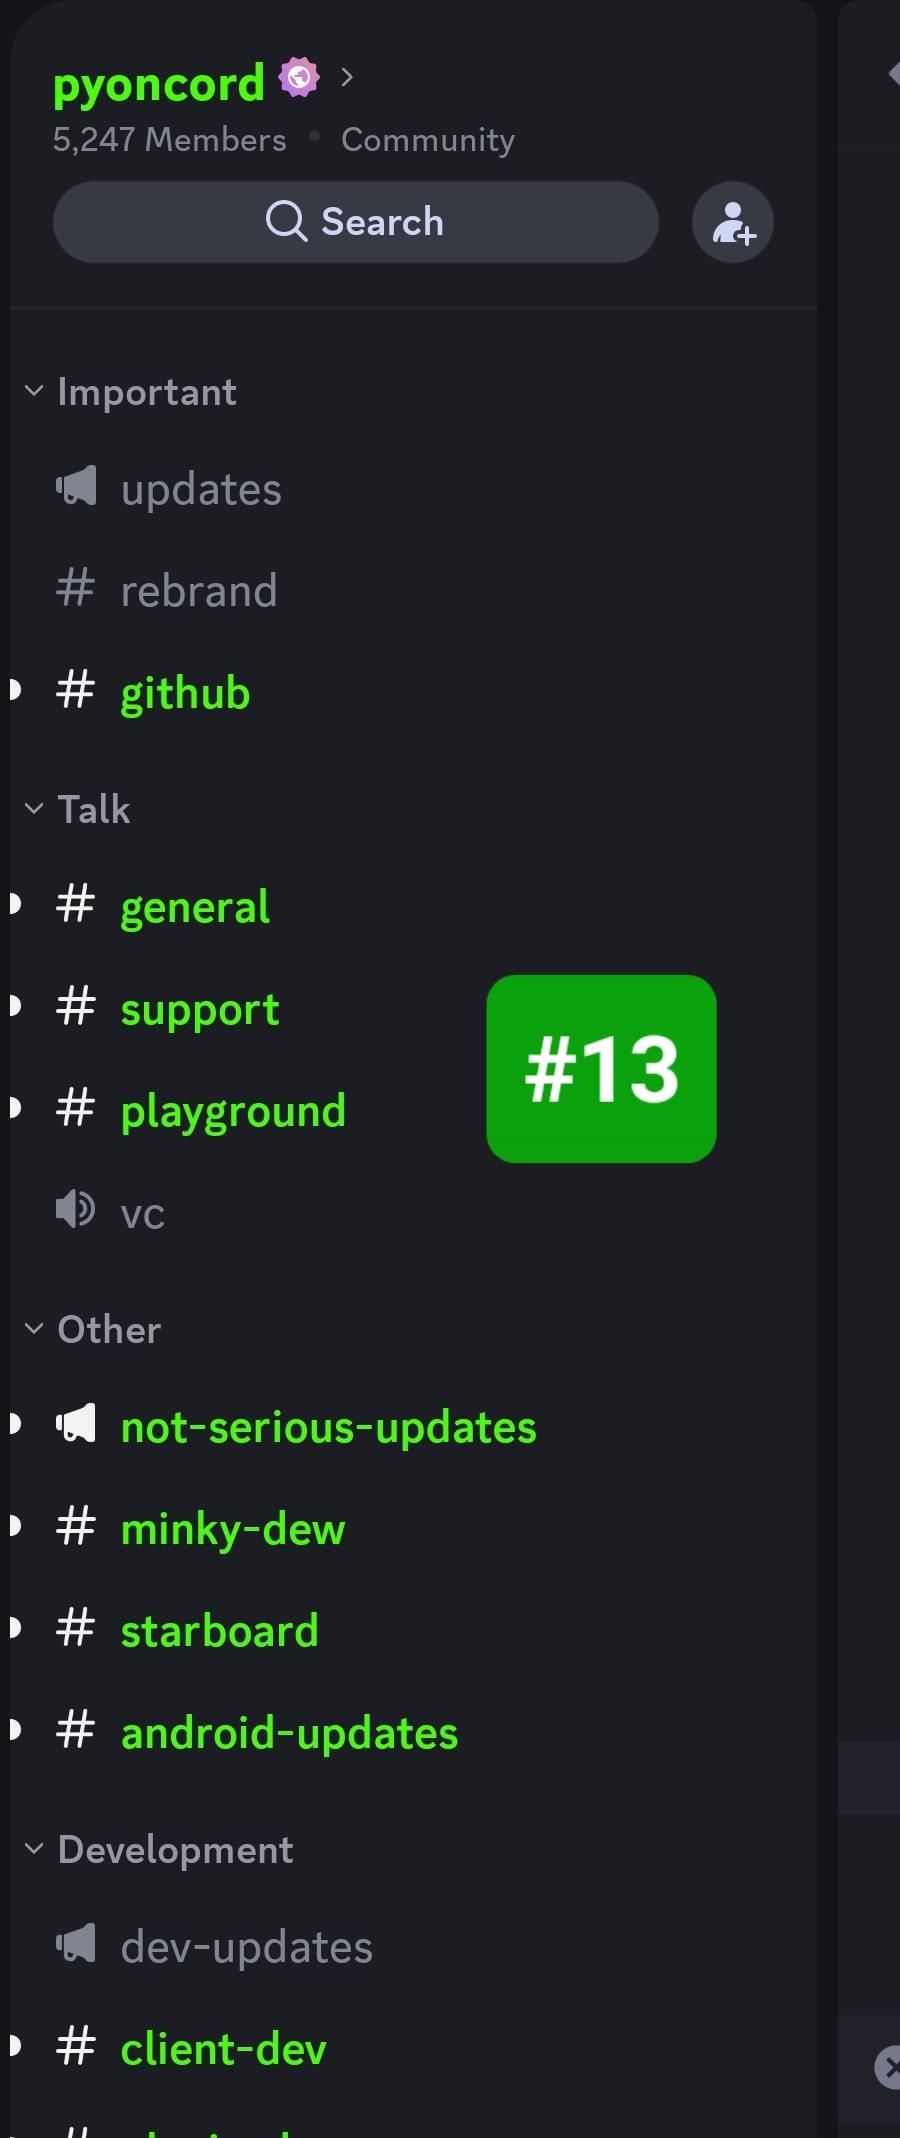 pyoncord
5,247 Members • Community
Search
Important
updates
# rebrand
# github
Talk
# general
# support
#13
# playground
vc
Other
not-serious-updates
# minky-dew
# starboard
# android-updates
Development
dev-updates
# client-dev
#